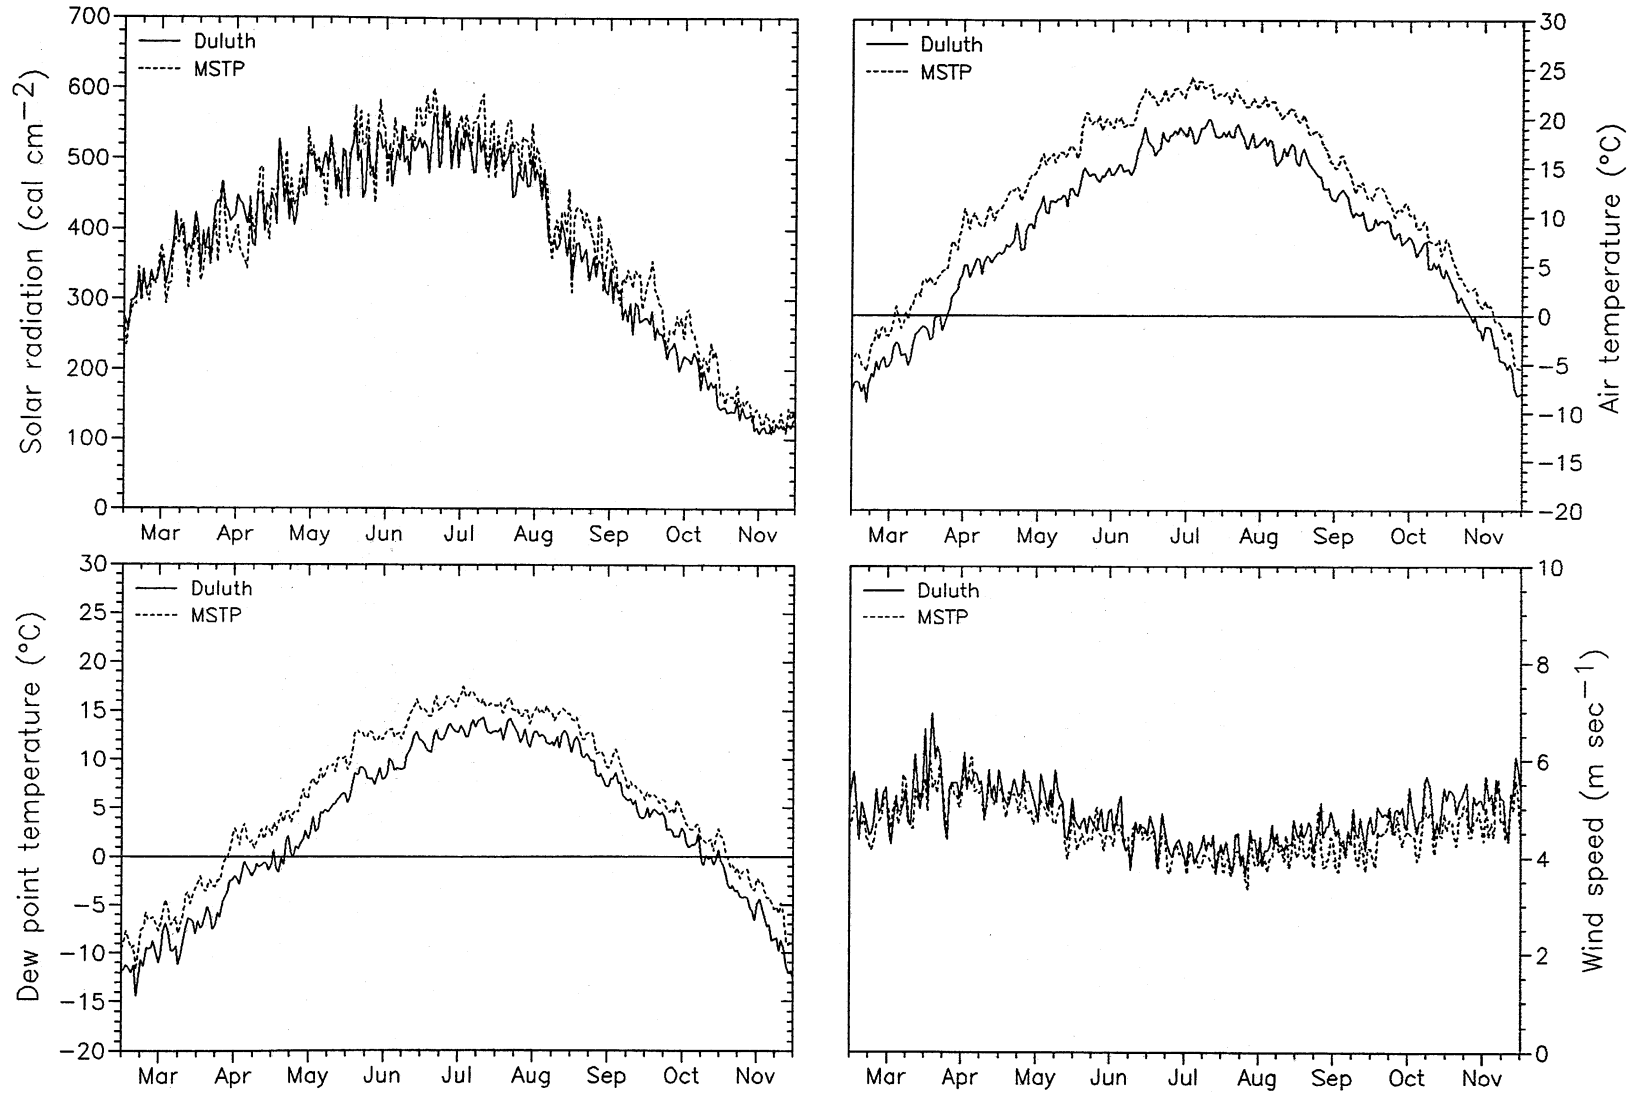 Solar radiation (cal cm−2)
700
600
500
400
300
200
100
0
Duluth
MSTP
Mar Apr May Jun Jul Aug Sep Oct Nov
Air temperature (°C)
30
25
20
15
10
5
0
−5
−10
−15
−20
Duluth
MSTP
Mar Apr May Jun Jul Aug Sep Oct Nov
Dew point temperature (°C)
30
25
20
15
10
5
0
−5
−10
−15
−20
Duluth
MSTP
Mar Apr May Jun Jul Aug Sep Oct Nov
Wind speed (m sec−1)
10
8
6
4
2
0
Duluth
MSTP
Mar Apr May Jun Jul Aug Sep Oct Nov